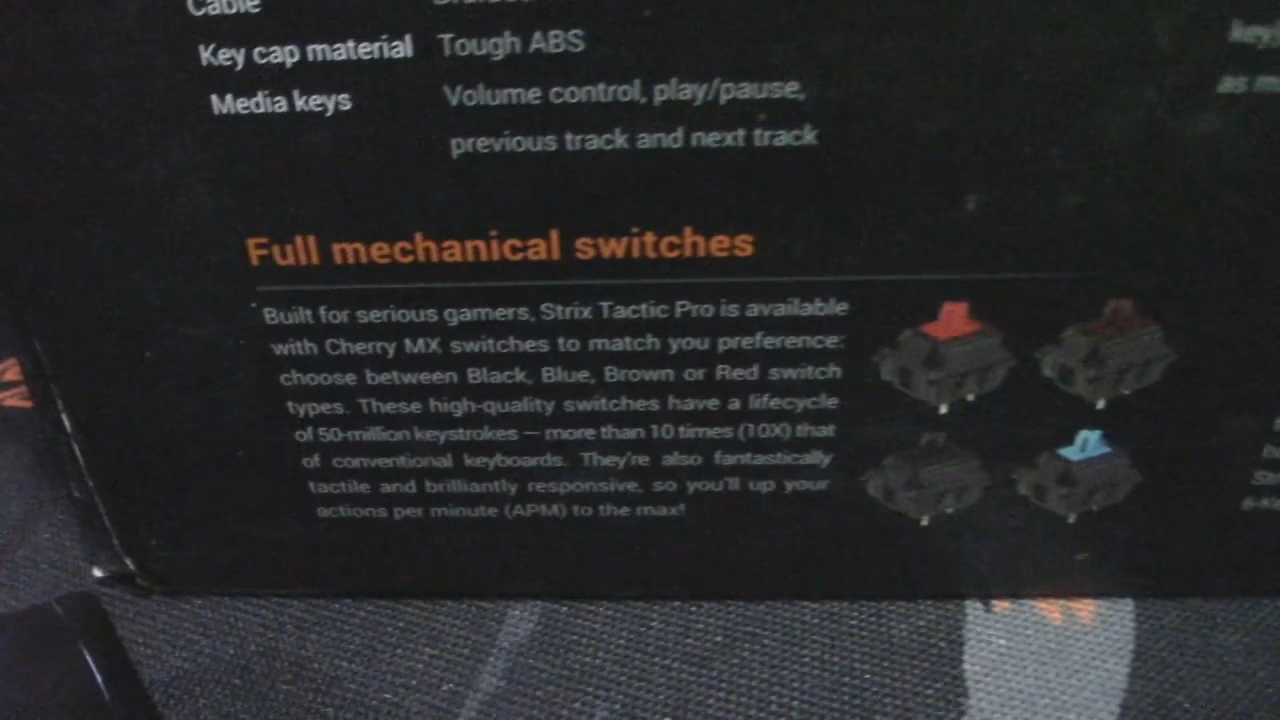 Cable
Key cap material Tough ABS
Media keys Volume control, play/pause,
previous track and next track
Full mechanical switches
Built for serious gamers, Strix Tactic Pro is available
with Cherry MX switches to match you preference:
choose between Black, Blue, Brown or Red switch
types. These high-quality switches have a lifecycle
of 50-million keystrokes – more than 10 times (10X) that
of conventional keyboards. They're also fantastically
tactile and brilliantly responsive, so you'll up your
actions per minute (APM) to the max!